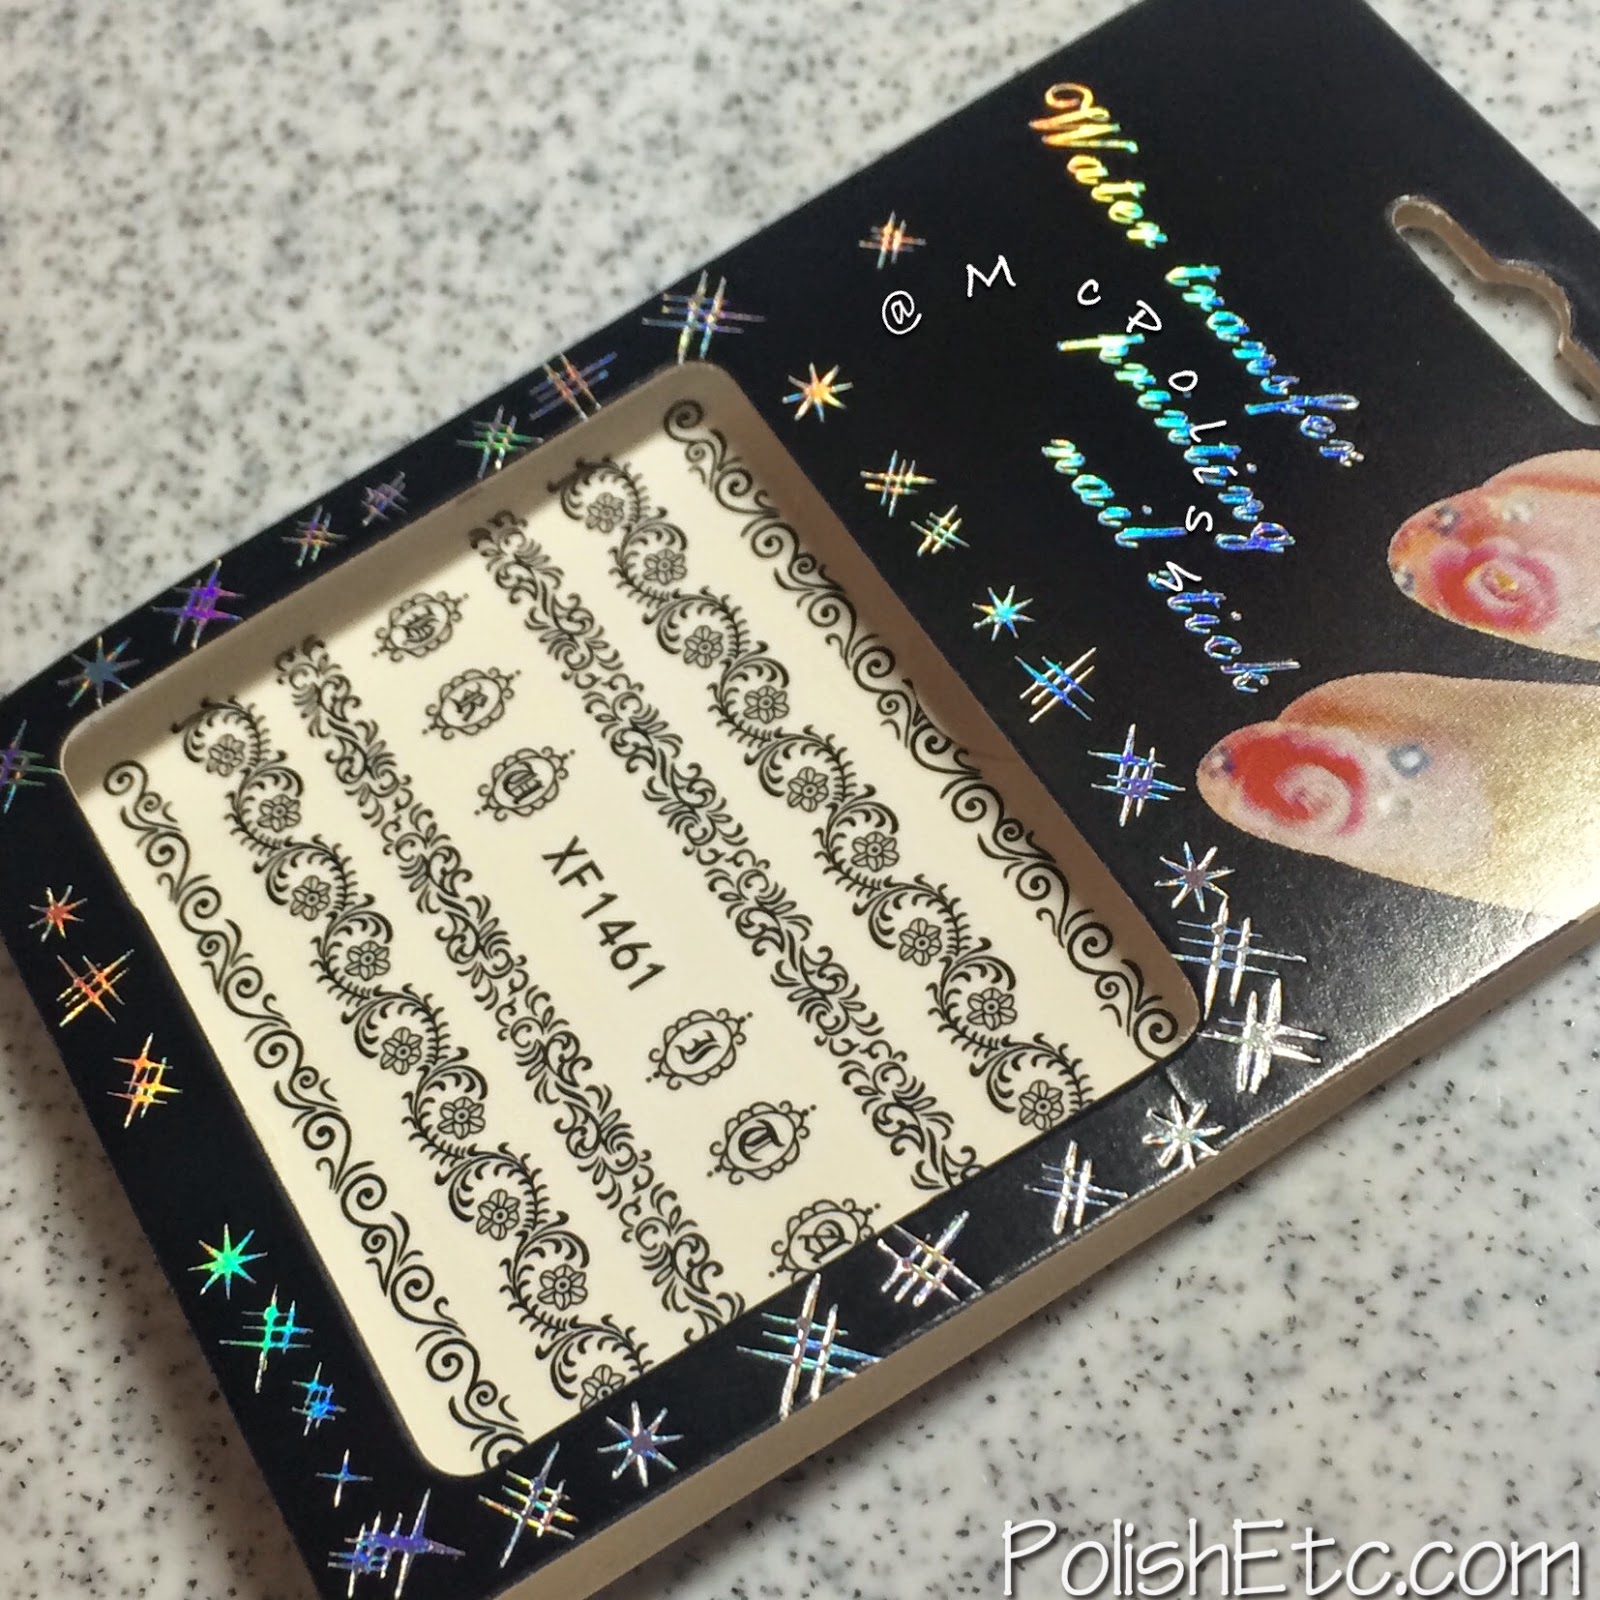 Water transfer
printing
nail stick
@McPolish
XF1461
PolishEtc.com